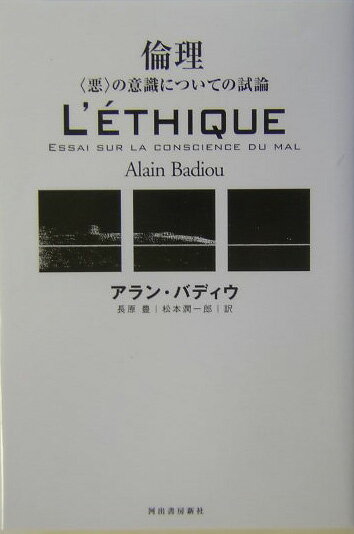 倫理
〈悪〉の意識についての試論
L'ÉTHIQUE
ESSAI SUR LA CONSCIENCE DU MAL
Alain Badiou
アラン・バディウ
長原 豊|松本潤一郎|訳
河出書房新社